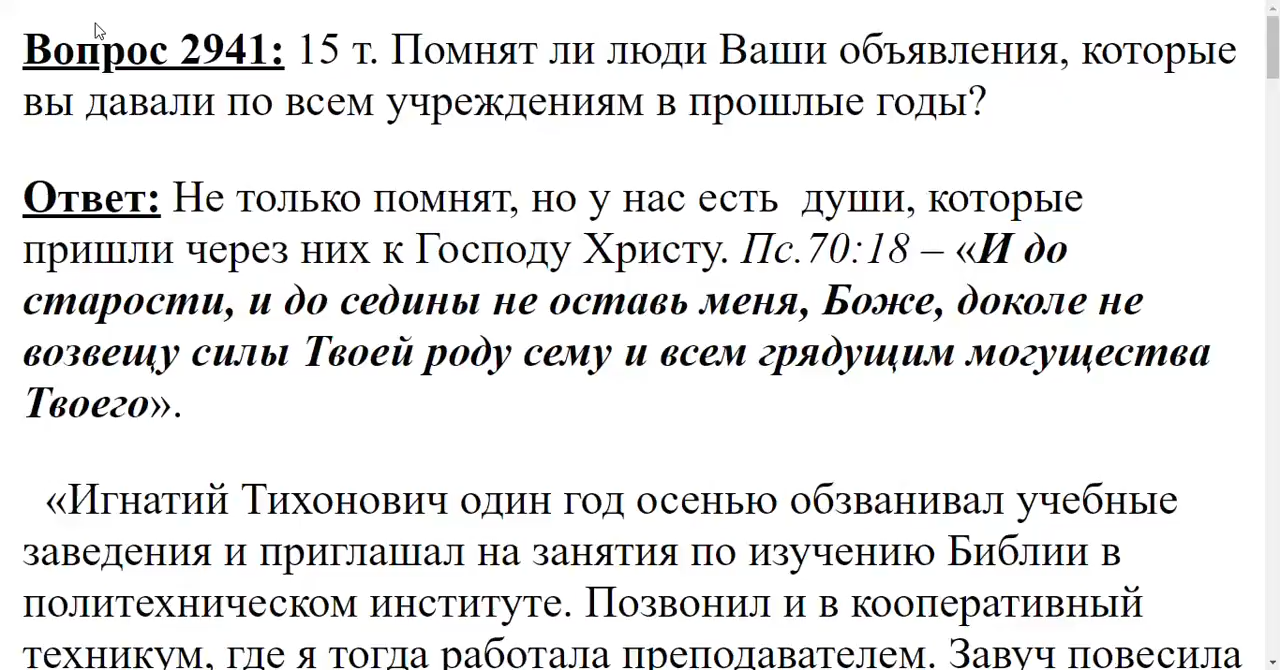 Вопрос 2941: 15 т. Помнят ли люди Ваши объявления, которые
вы давали по всем учреждениям в прошлые годы?
Ответ: Не только помнят, но у нас есть  души, которые
пришли через них к Господу Христу. Пс.70:18 – «И до
старости, и до седины не оставь меня, Боже, доколе не
возвещу силы Твоей роду сему и всем грядущим могущества
Твоего».
«Игнатий Тихонович один год осенью обзванивал учебные
заведения и приглашал на занятия по изучению Библии в
политехническом институте. Позвонил и в кооперативный
техникум, где я тогда работала преподавателем. Завуч повесила